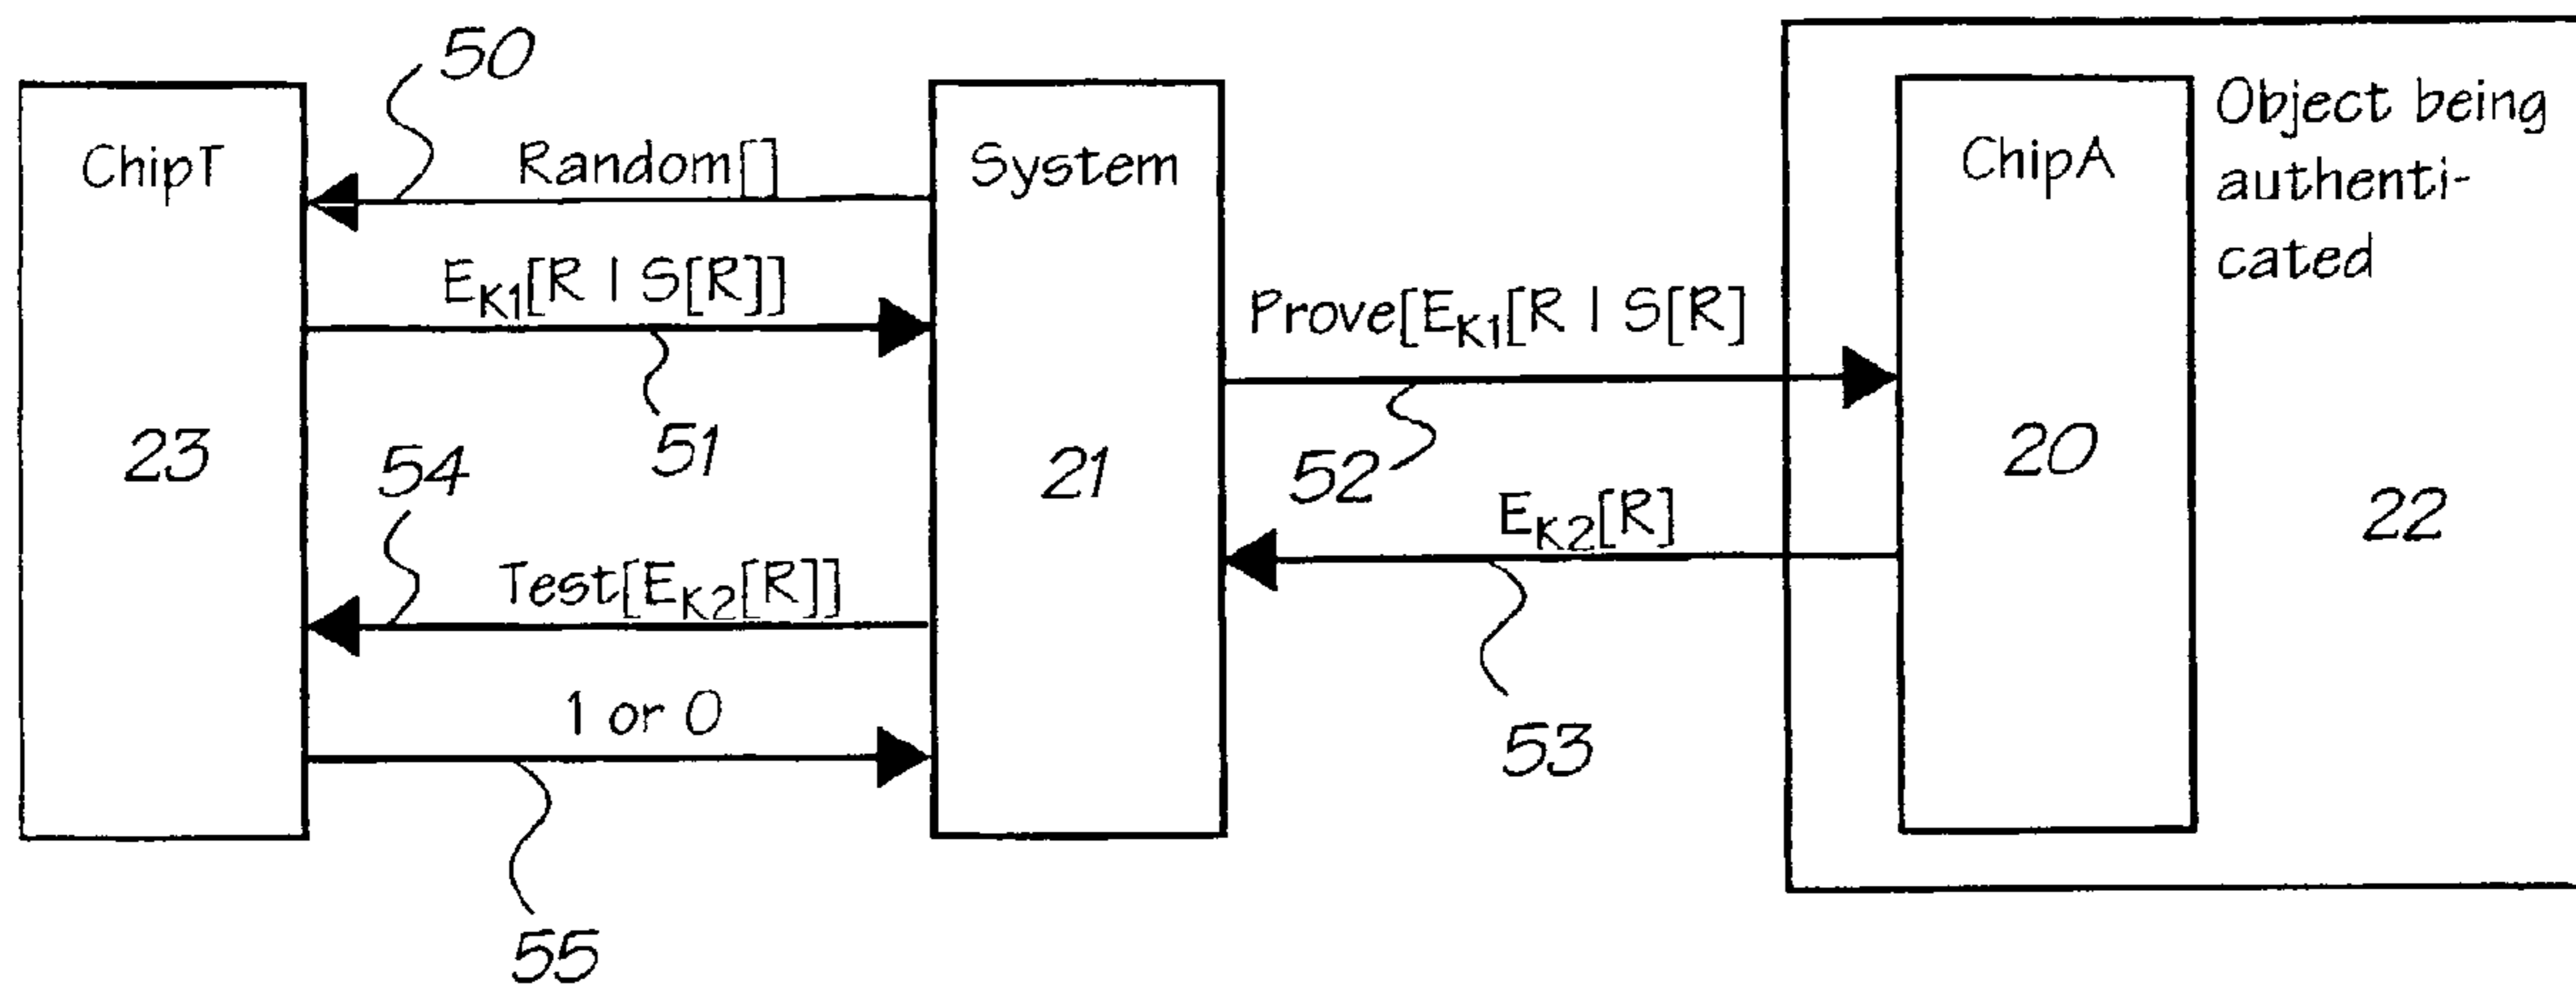 50
ChipT
Random[]
System
ChipA
Object being
authenti-
cated
E_K1[R | S[R]]
Prove[E_K1[R | S[R]
23
51
21
52
20
22
54
E_K2[R]
Test[E_K2[R]]
53
1 or 0
55